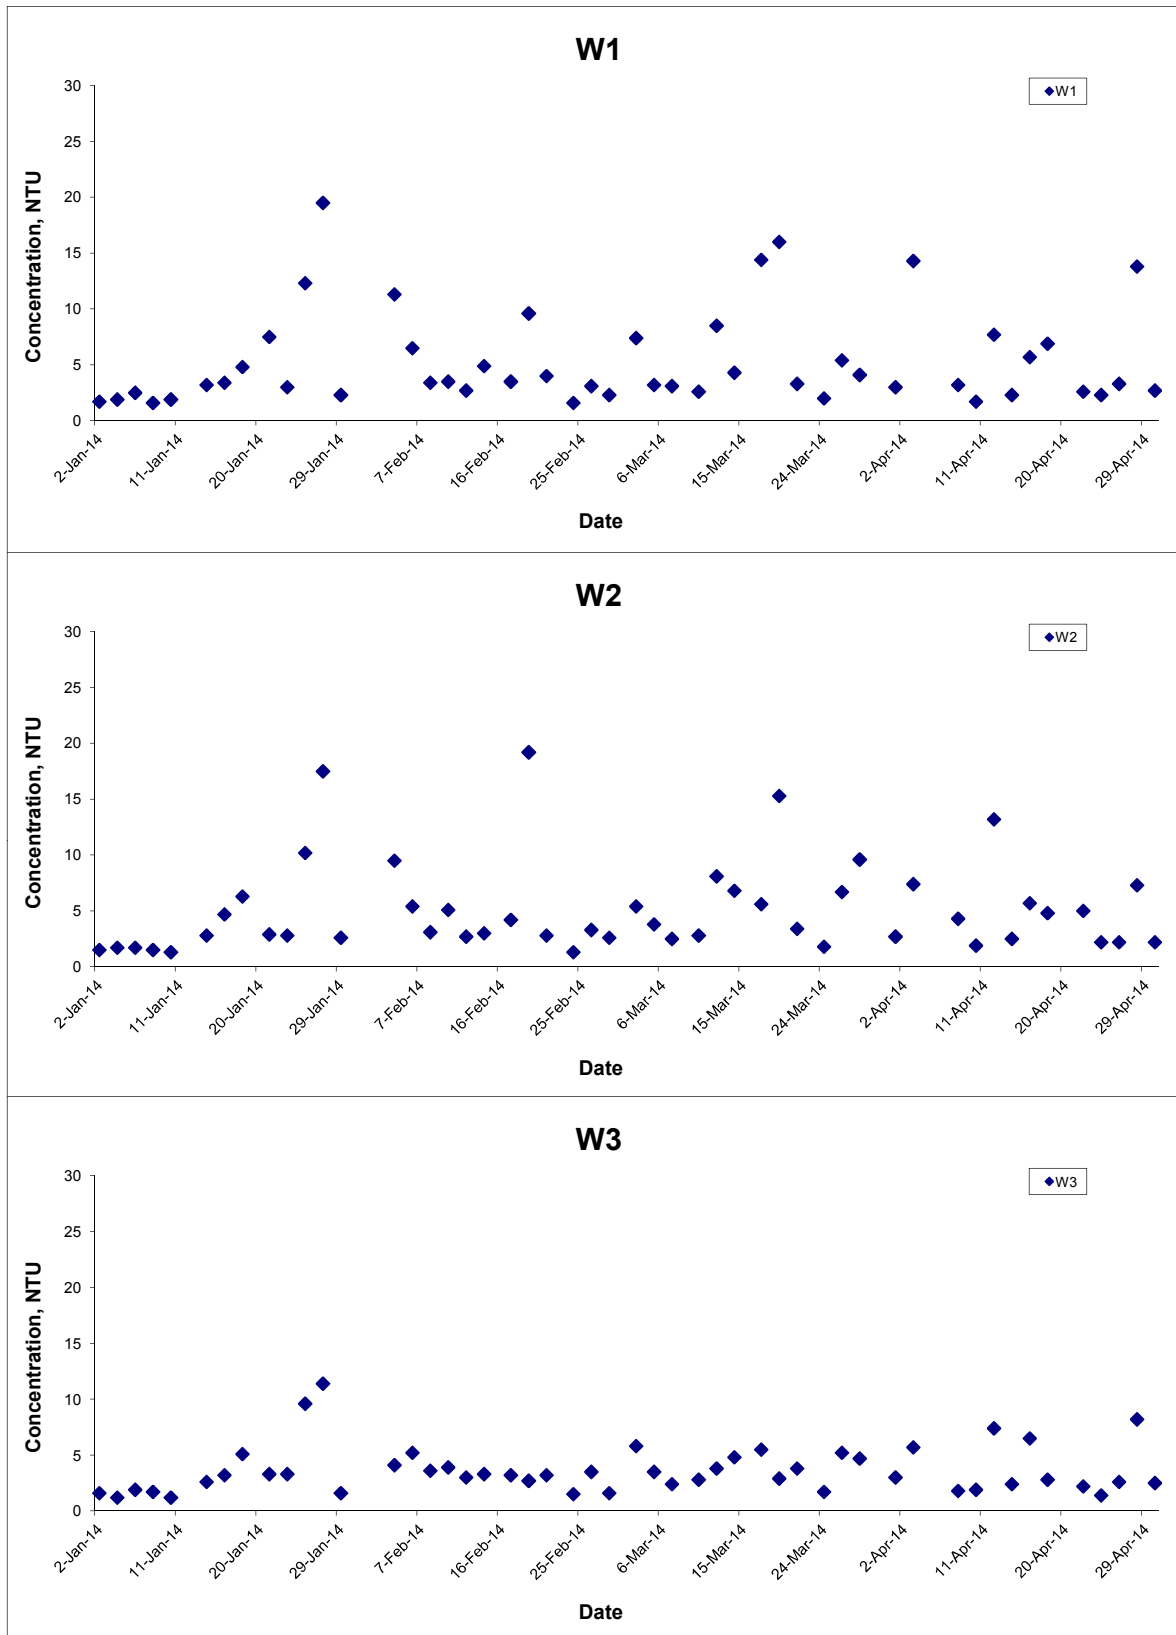 W1
30
W1
25
20
15
10
5
0
Concentration, NTU
2-Jan-14
11-Jan-14
20-Jan-14
29-Jan-14
7-Feb-14
16-Feb-14
25-Feb-14
6-Mar-14
15-Mar-14
24-Mar-14
2-Apr-14
11-Apr-14
20-Apr-14
29-Apr-14
Date
W2
30
W2
25
20
15
10
5
0
Concentration, NTU
2-Jan-14
11-Jan-14
20-Jan-14
29-Jan-14
7-Feb-14
16-Feb-14
25-Feb-14
6-Mar-14
15-Mar-14
24-Mar-14
2-Apr-14
11-Apr-14
20-Apr-14
29-Apr-14
Date
W3
30
W3
25
20
15
10
5
0
Concentration, NTU
2-Jan-14
11-Jan-14
20-Jan-14
29-Jan-14
7-Feb-14
16-Feb-14
25-Feb-14
6-Mar-14
15-Mar-14
24-Mar-14
2-Apr-14
11-Apr-14
20-Apr-14
29-Apr-14
Date